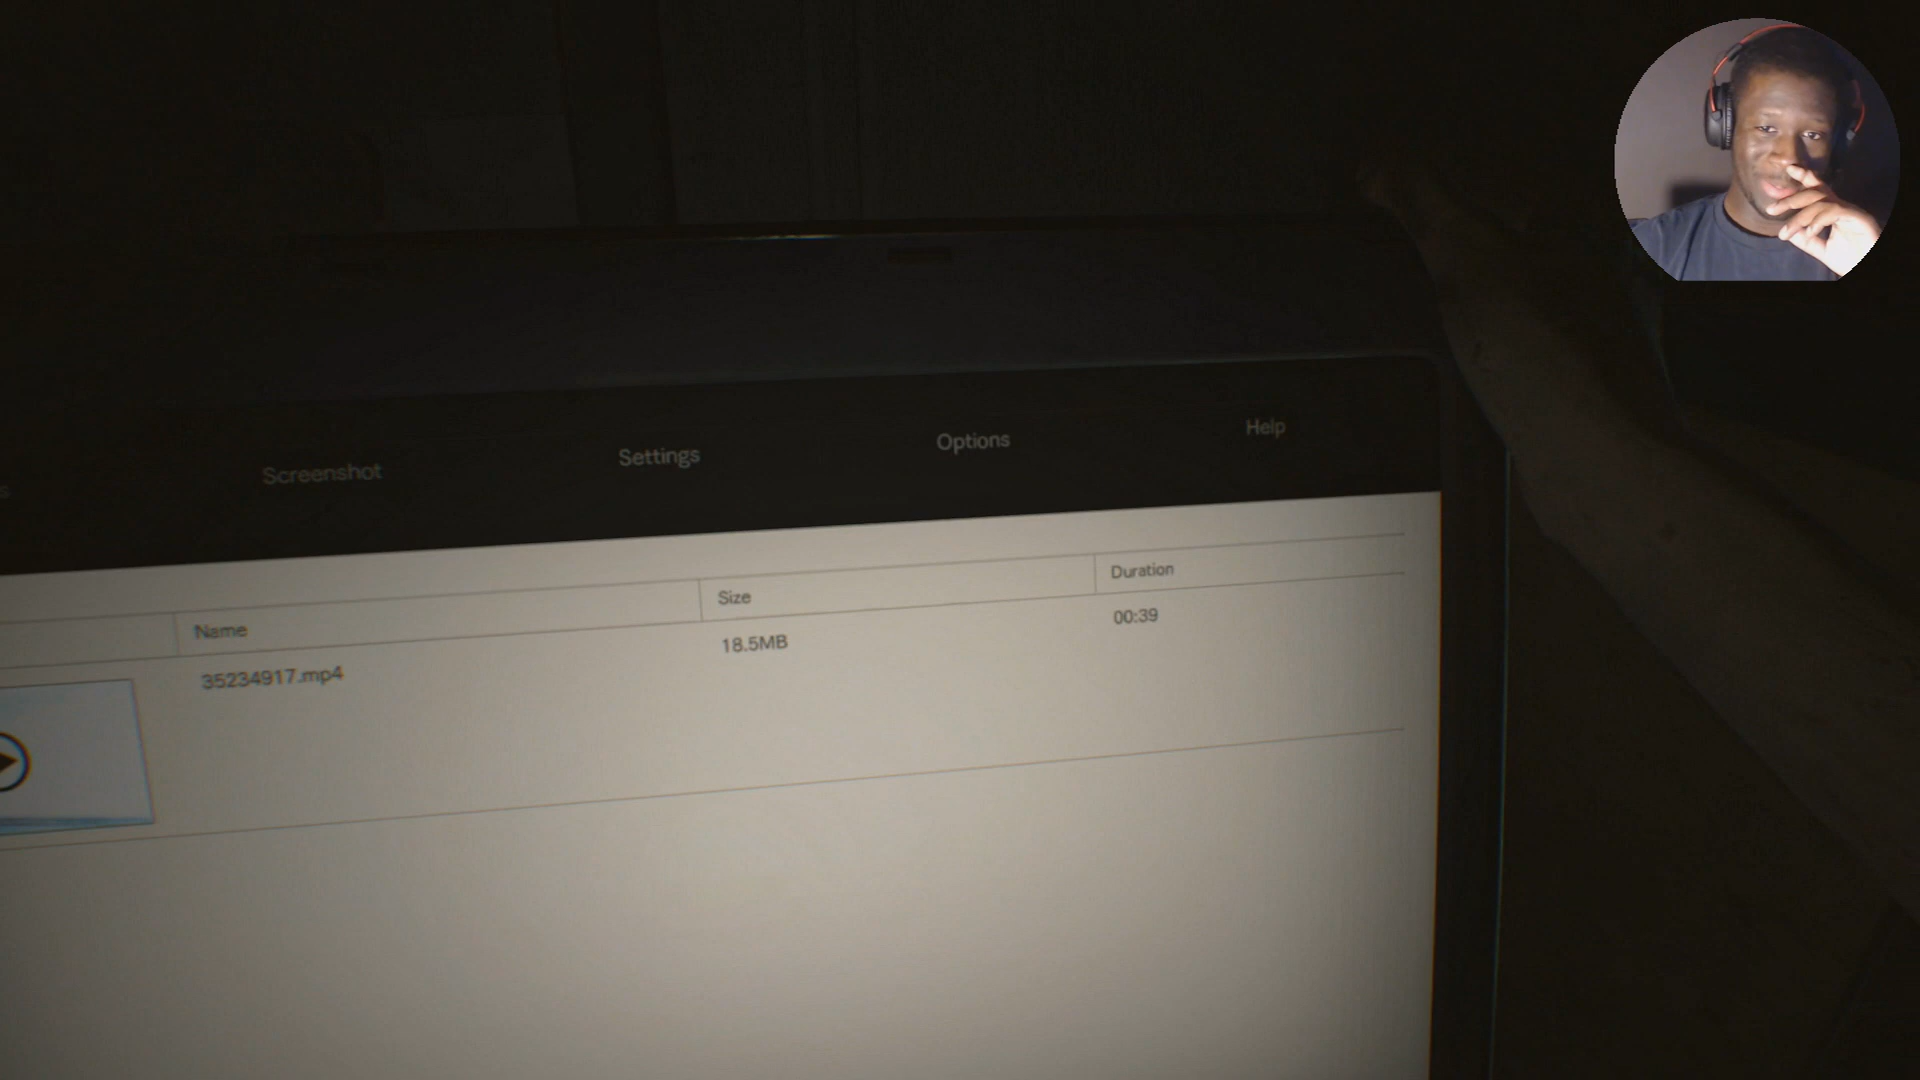 Screenshot Settings Options Help
Name Size Duration
35234917.mp4 18.5MB 00:39